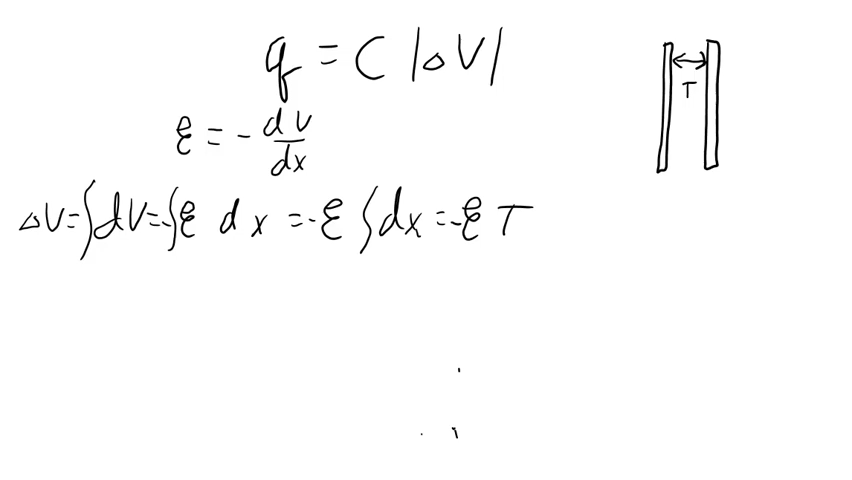 q = C |ΔV|
T
ℰ = - dV/dx
ΔV = ∫dV = -∫ℰ dx = -ℰ ∫dx = -ℰ T